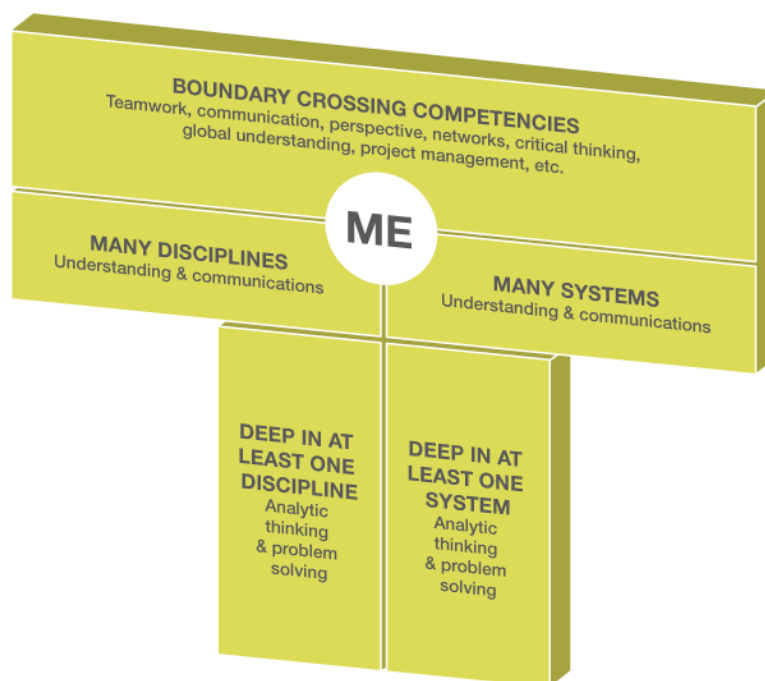 BOUNDARY CROSSING COMPETENCIES
Teamwork, communication, perspective, networks, critical thinking,
global understanding, project management, etc.
ME
MANY DISCIPLINES
Understanding & communications
MANY SYSTEMS
Understanding & communications
DEEP IN AT
LEAST ONE
DISCIPLINE
Analytic
thinking
& problem
solving
DEEP IN AT
LEAST ONE
SYSTEM
Analytic
thinking
& problem
solving